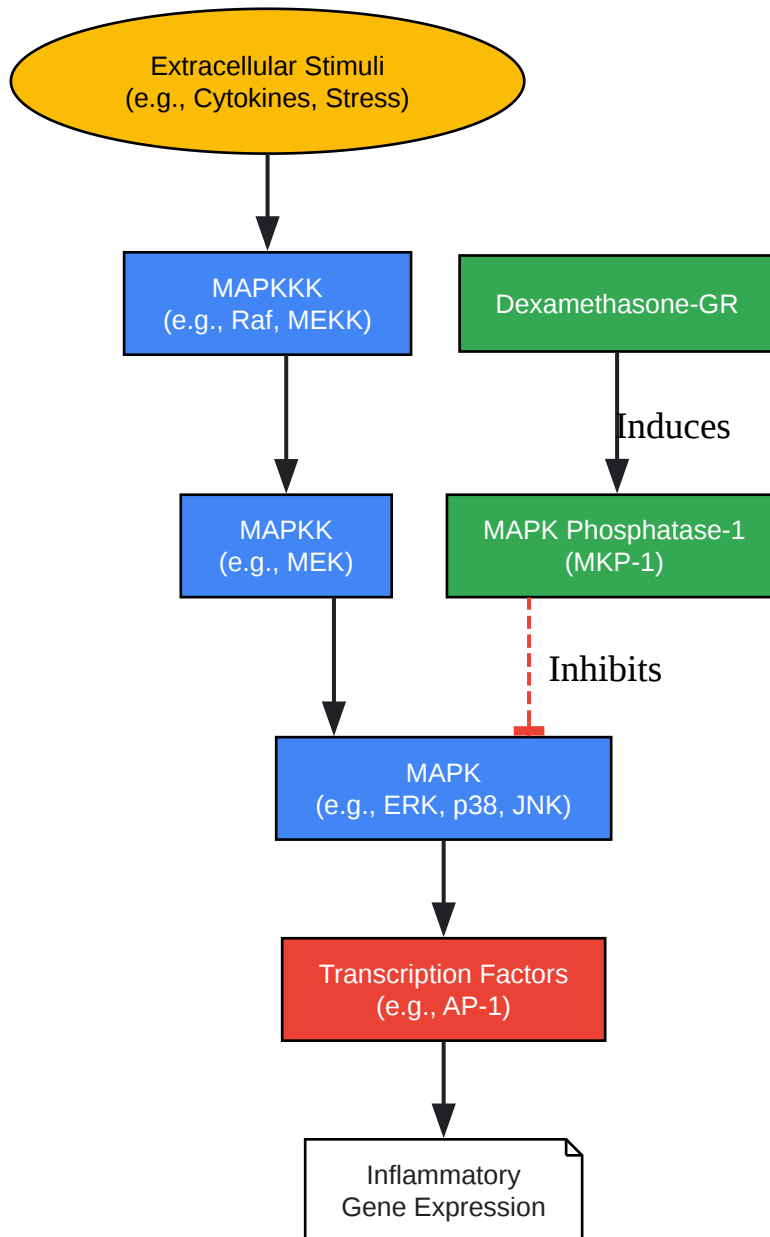 Extracellular Stimuli
(e.g., Cytokines, Stress)
MAPKKK
(e.g., Raf, MEKK)
Dexamethasone-GR
Induces
MAPKK
(e.g., MEK)
MAPK Phosphatase-1
(MKP-1)
Inhibits
MAPK
(e.g., ERK, p38, JNK)
Transcription Factors
(e.g., AP-1)
Inflammatory
Gene Expression